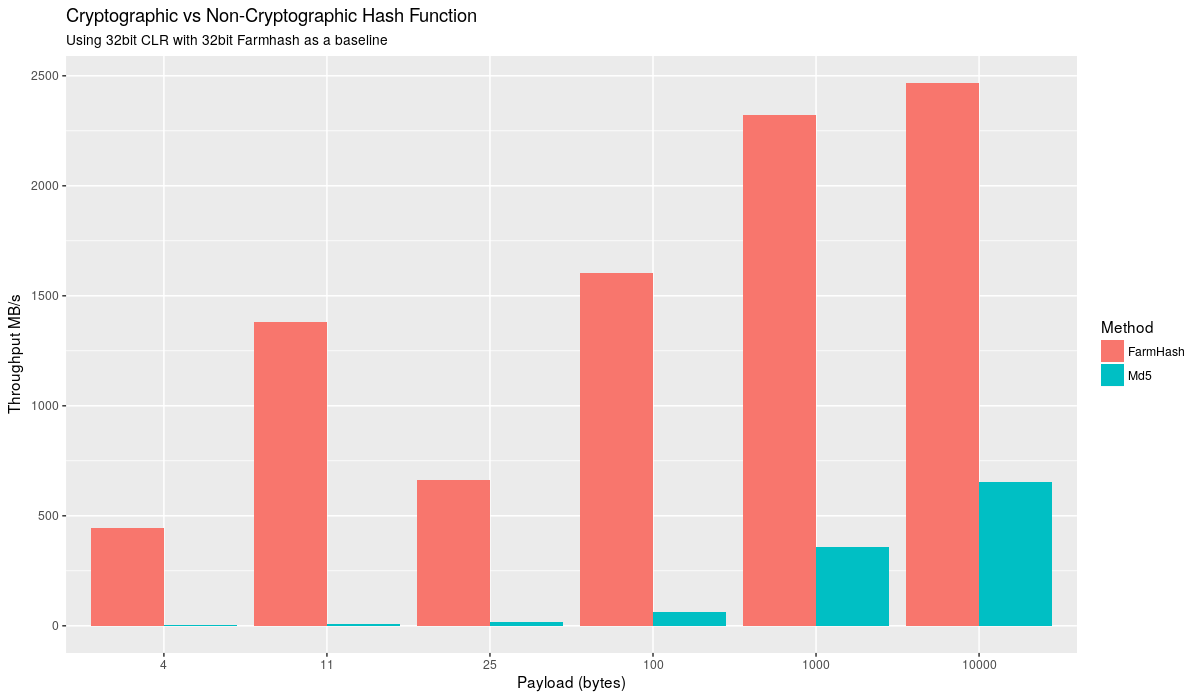 Cryptographic vs Non-Cryptographic Hash Function
Using 32bit CLR with 32bit Farmhash as a baseline
Throughput MB/s
2500
2000
1500
1000
500
0
4 11 25 100 1000 10000
Payload (bytes)
Method
FarmHash
Md5